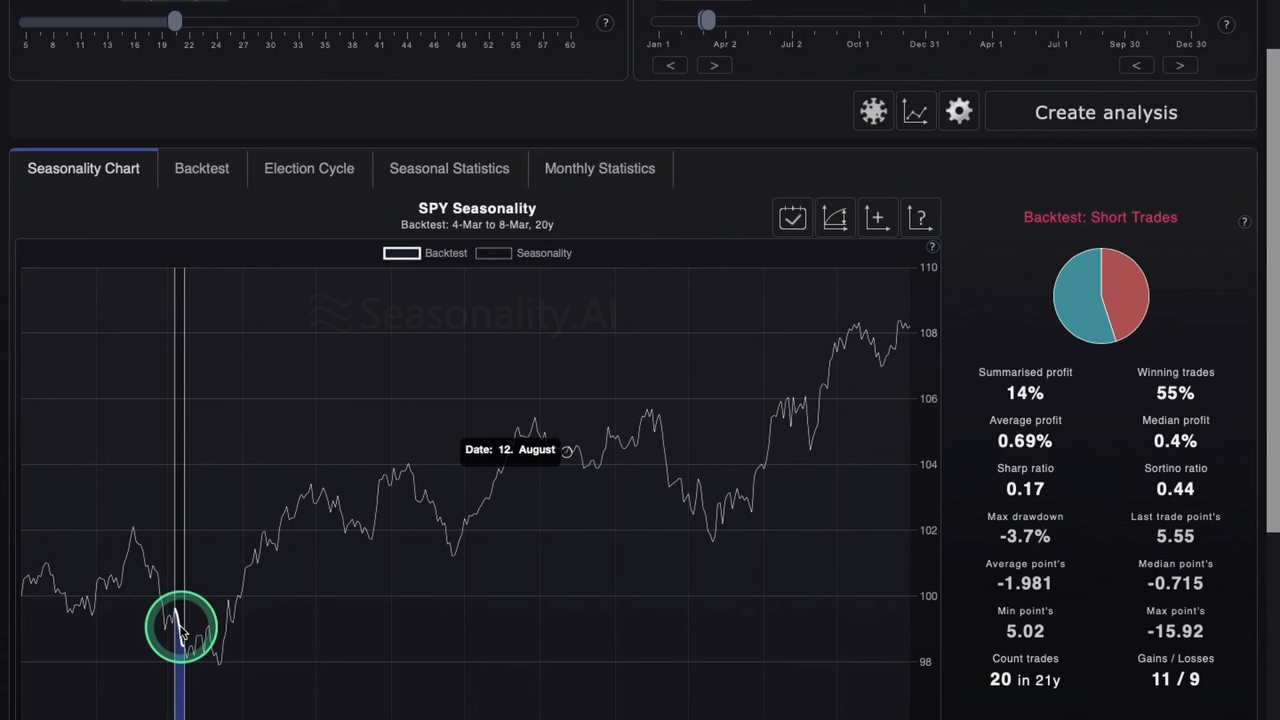 5 8 11 13 16 19 22 24 27 30 33 36 38 41 44 47 49 52 55 57 60
?
Jan 1 Apr 2 Jul 2 Oct 1 Dec 31 Apr 1 Jul 1 Sep 30 Dec 30
?
< > < >
Create analysis
Seasonality Chart Backtest Election Cycle Seasonal Statistics Monthly Statistics
SPY Seasonality
Backtest: 4-Mar to 8-Mar, 20y
?
Backtest: Short Trades ?
Backtest Seasonality ?
110
Seasonality.AI
108
106
Date: 12. August
104
102
100
98
Summarised profit Winning trades
14% 55%
Average profit Median profit
0.69% 0.4%
Sharp ratio Sortino ratio
0.17 0.44
Max drawdown Last trade point's
-3.7% 5.55
Average point's Median point's
-1.981 -0.715
Min point's Max point's
5.02 -15.92
Count trades Gains / Losses
20 in 21y 11 / 9